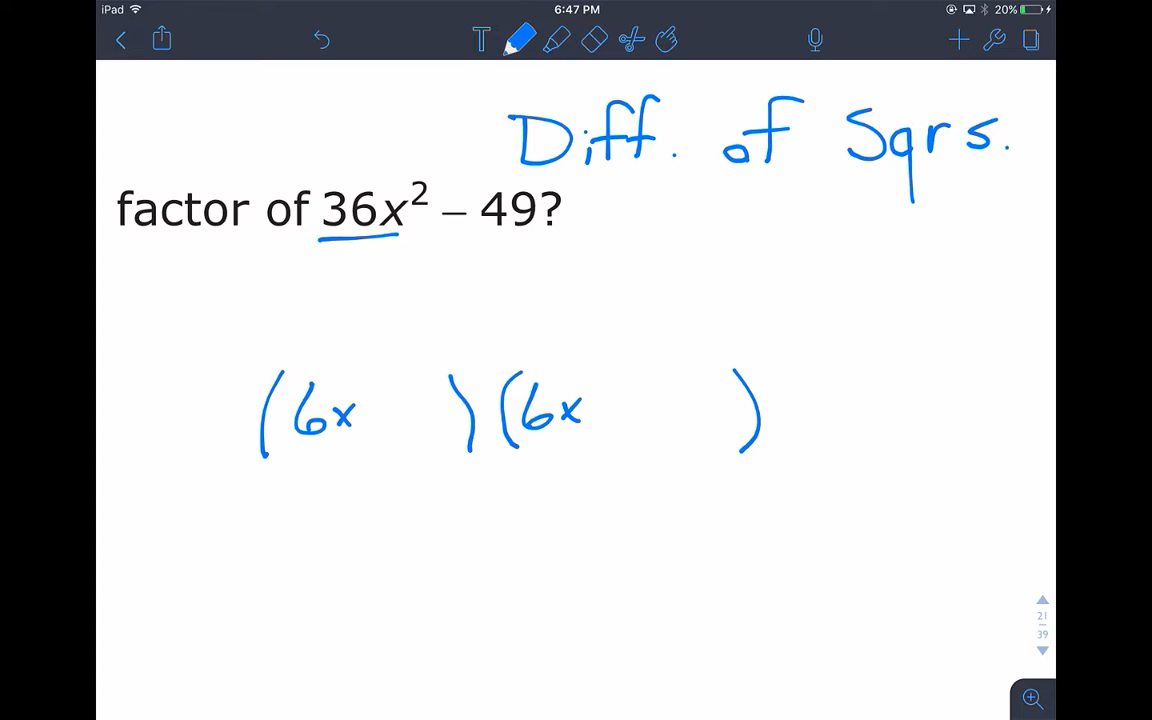 iPad 6:47 PM 20%
T
Diff. of Sqrs.
factor of 36x² – 49?
(6x )(6x )
21
39